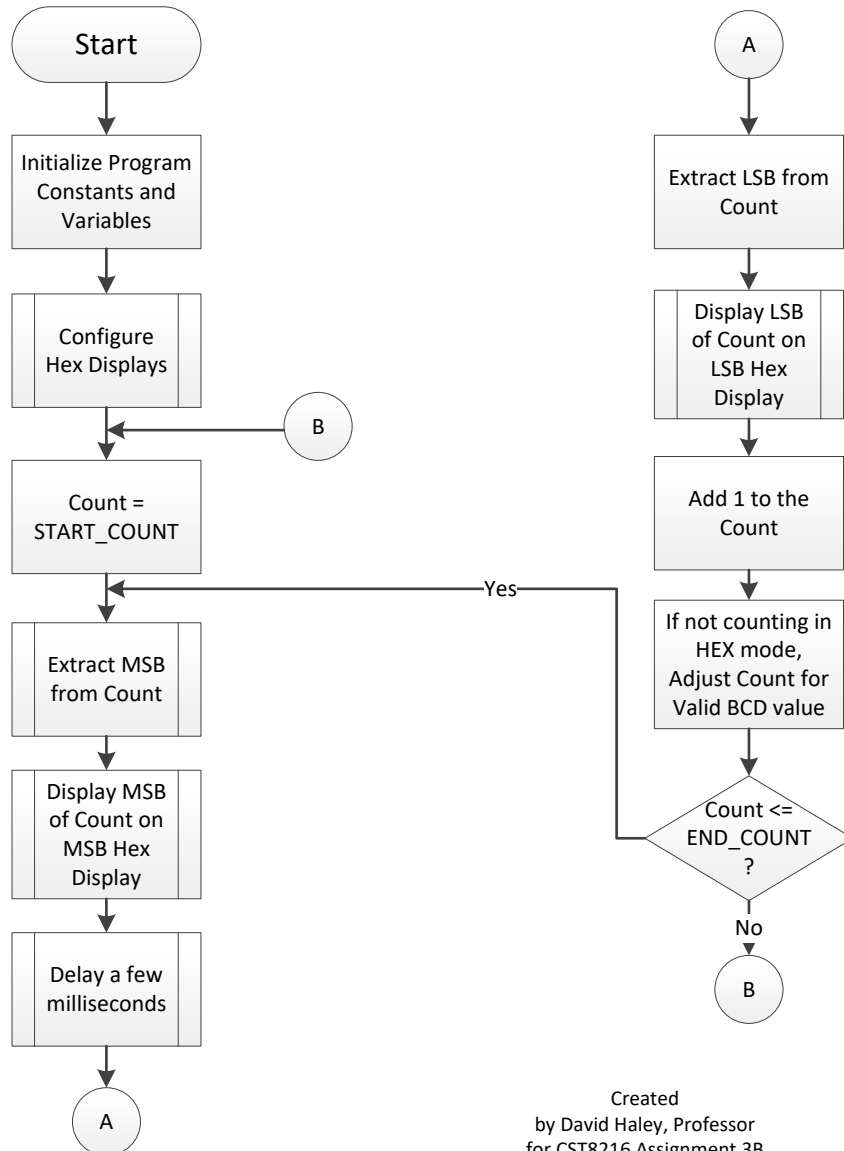 Start
Initialize Program
Constants and
Variables
Configure
Hex Displays
B
Count =
START_COUNT
Extract MSB
from Count
Display MSB
of Count on
MSB Hex
Display
Delay a few
milliseconds
A
A
Extract LSB from
Count
Display LSB
of Count on
LSB Hex
Display
Add 1 to the
Count
If not counting in
HEX mode,
Adjust Count for
Valid BCD value
Count <=
END_COUNT
?
Yes
No
B
Created
by David Haley, Professor
for CST8216 Assignment 3B